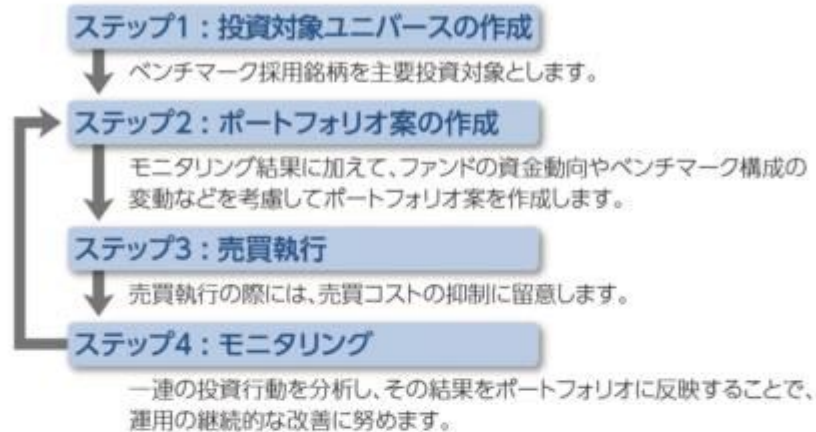 ステップ1：投資対象ユニバースの作成
ベンチマーク採用銘柄を主要投資対象とします。
ステップ2：ポートフォリオ案の作成
モニタリング結果に加えて、ファンドの資金動向やベンチマーク構成の
変動などを考慮してポートフォリオ案を作成します。
ステップ3：売買執行
売買執行の際には、売買コストの抑制に留意します。
ステップ4：モニタリング
一連の投資行動を分析し、その結果をポートフォリオに反映することで、
運用の継続的な改善に努めます。